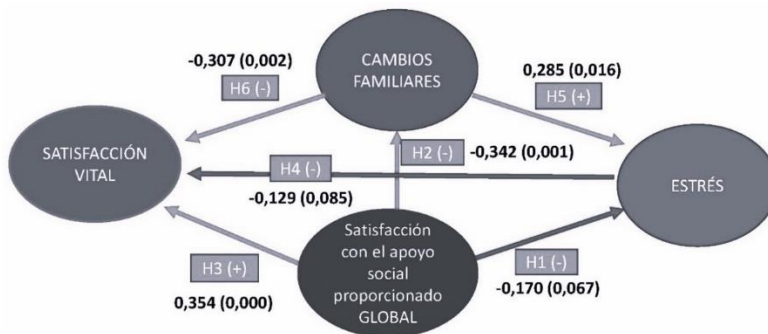 -0,307 (0,002)
H6 (-)
CAMBIOS
FAMILIARES
0,285 (0,016)
H5 (+)
SATISFACCIÓN
VITAL
H4 (-)
-0,129 (0,085)
H2 (-)
-0,342 (0,001)
ESTRÉS
H3 (+)
0,354 (0,000)
Satisfacción
con el apoyo
social
proporcionado
GLOBAL
H1 (-)
-0,170 (0,067)